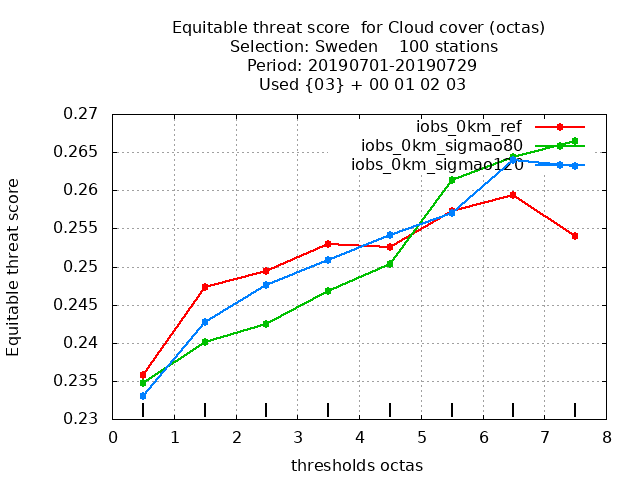 Equitable threat score  for Cloud cover (octas)
Selection: Sweden    100 stations
Period: 20190701-20190729
Used {03} + 00 01 02 03
iobs_0km_ref
iobs_0km_sigmao80
iobs_0km_sigmao120
Equitable threat score
0.27
0.265
0.26
0.255
0.25
0.245
0.24
0.235
0.23
0 1 2 3 4 5 6 7 8
thresholds octas